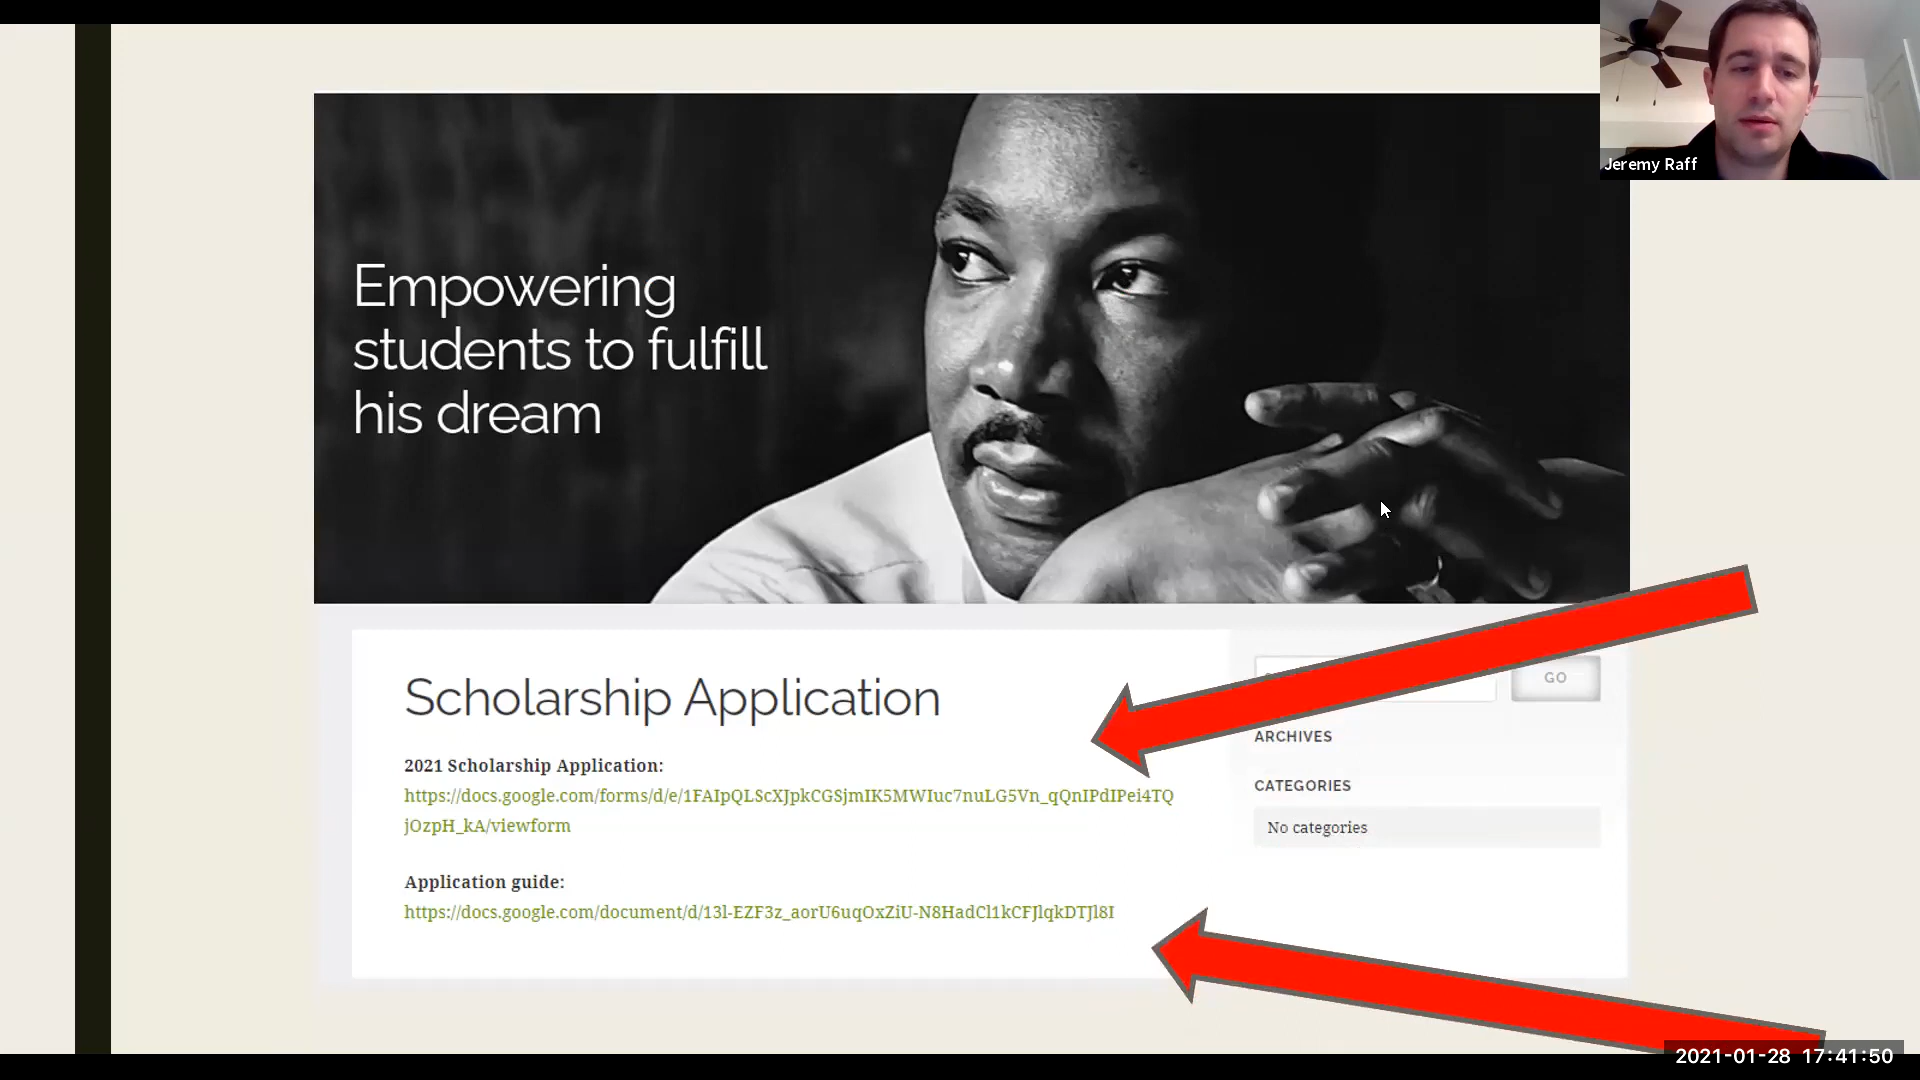 Jeremy Raff
Empowering
students to fulfill
his dream
Scholarship Application
2021 Scholarship Application:
https://docs.google.com/forms/d/e/1FAIpQLScXJpkCGSjmIK5MWIuc7nuLG5Vn_qQnIPdIPei4TQ
jOzpH_kA/viewform
Application guide:
https://docs.google.com/document/d/13l-EZF3z_aorU6uqOxZiU-N8HadCl1kCFJlqkDTJl8I
GO
ARCHIVES
CATEGORIES
No categories
2021-01-28 17:41:50